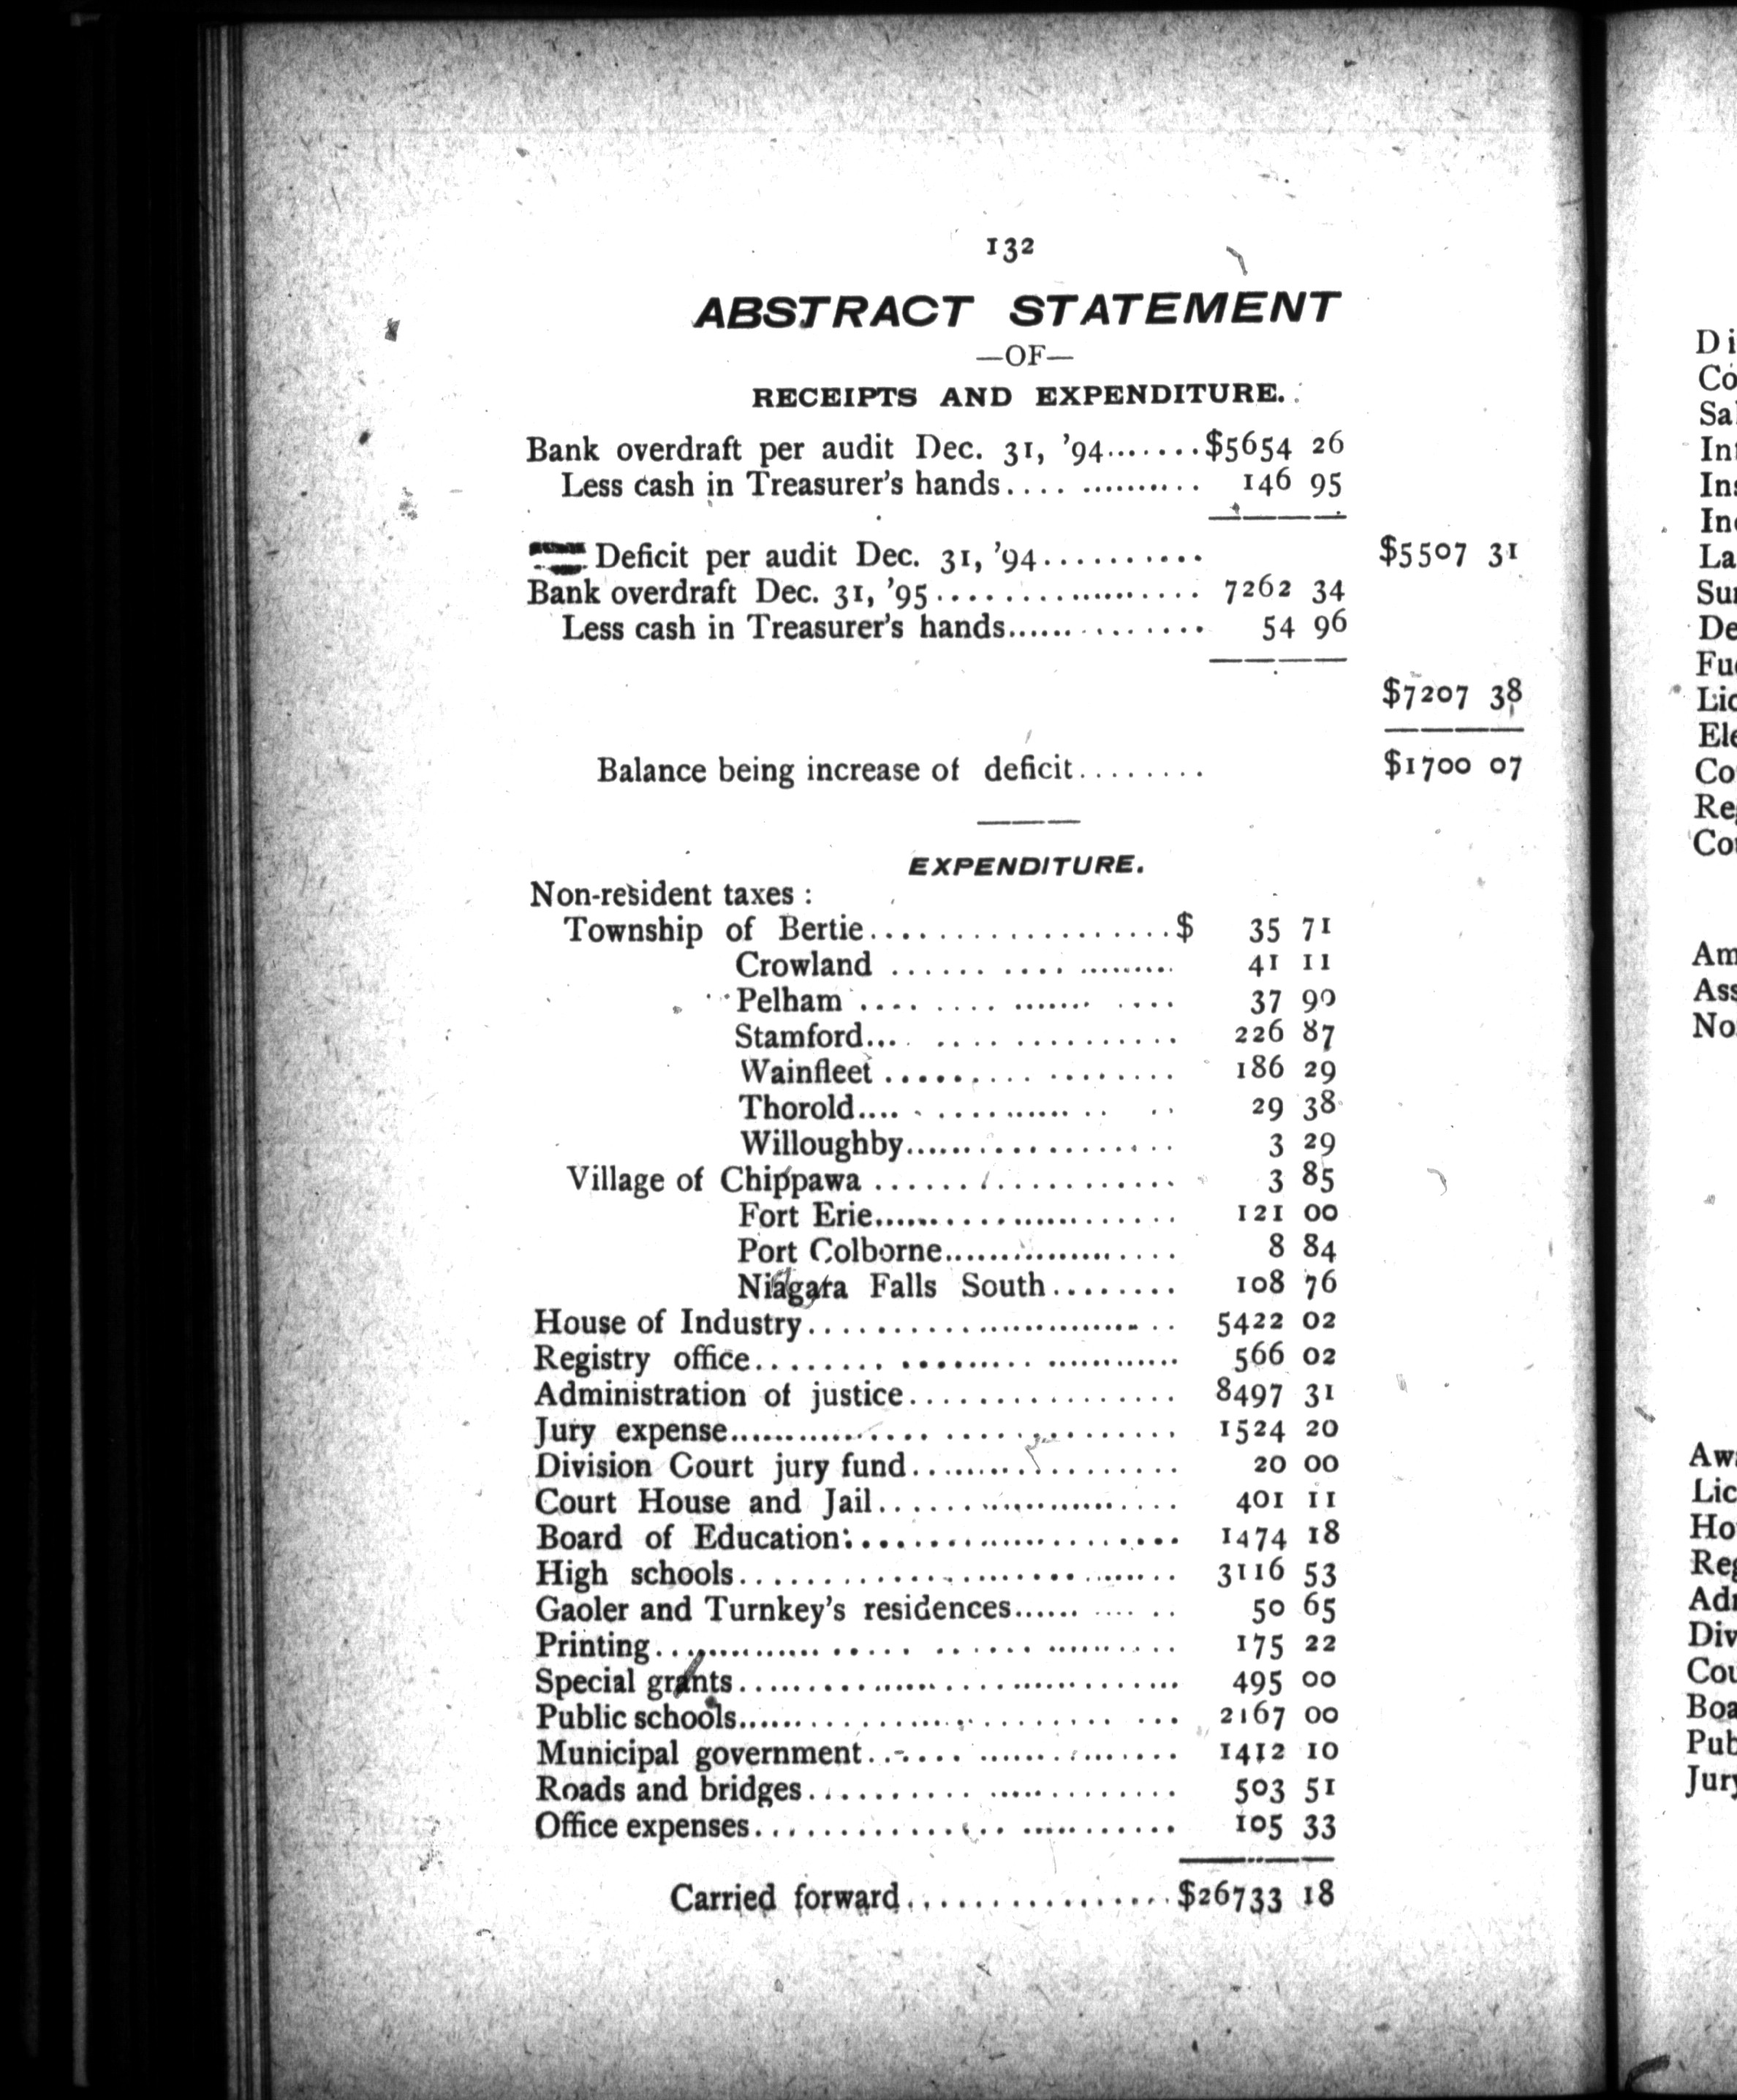 132
ABSTRACT STATEMENT
—OF—
RECEIPTS AND EXPENDITURE.
Bank overdraft per audit Dec. 31, '94.......$5654 26
Less cash in Treasurer's hands.... .......... 146 95
Deficit per audit Dec. 31, '94.......... $5507 31
Bank overdraft Dec. 31, '95.................. 7262 34
Less cash in Treasurer's hands.............. 54 96
$7207 38
Balance being increase of deficit........ $1700 07
EXPENDITURE.
Non-resident taxes :
Township of Bertie..................$ 35 71
Crowland ...... .... ......... 41 11
Pelham .... .... ....... .... 37 90
Stamford... .... .............. 226 87
Wainfleet ......... ........ 186 29
Thorold.... . .......... .. .. 29 38
Willoughby................ 3 29
Village of Chippawa .................. 3 85
Fort Erie.................... 121 00
Port Colborne.................... 8 84
Niagara Falls South........ 108 76
House of Industry........................ 5422 02
Registry office........ ........ ............ 566 02
Administration of justice................ 8497 31
Jury expense.............. .............. 1524 20
Division Court jury fund................ 20 00
Court House and Jail.................... 401 11
Board of Education:.................... 1474 18
High schools............................ 3116 53
Gaoler and Turnkey's residences...... .... .. 50 65
Printing.............. ..... ...... .......... 175 22
Special grants............................ 495 00
Public schools........................ ... 2167 00
Municipal government........ ............ 1412 10
Roads and bridges.......... ............ 503 51
Office expenses............... ........... 105 33
Carried forward................$26733 18
Di
Co
Sa
In
Ins
In
La
Su
De
Fu
Lic
Ele
Co
Reg
Co
Am
Ass
No
Aw
Lic
Ho
Reg
Ad
Div
Cou
Boa
Pub
Jury